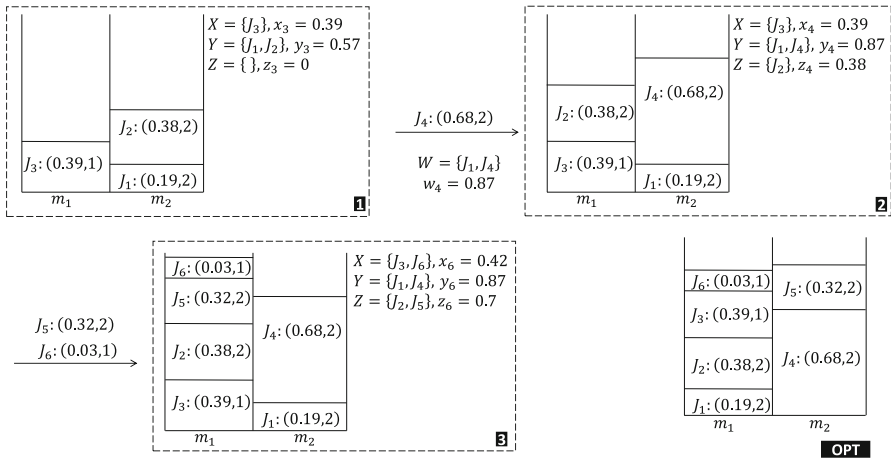 X = {J₃}, x₃ = 0.39
Y = {J₁, J₂}, y₃= 0.57
Z = { }, z₃ = 0
J₂: (0.38,2)
J₃: (0.39,1)
J₁: (0.19,2)
m₁ m₂
1
J₄: (0.68,2)
W = {J₁, J₄}
w₄ = 0.87
X = {J₃}, x₄ = 0.39
Y = {J₁, J₄}, y₄= 0.87
Z = {J₂}, z₄ = 0.38
J₄: (0.68,2)
J₂: (0.38,2)
J₃: (0.39,1)
J₁: (0.19,2)
m₁ m₂
2
J₅: (0.32,2)
J₆: (0.03,1)
X = {J₃, J₆}, x₆ = 0.42
Y = {J₁, J₄}, y₆ = 0.87
Z = {J₂, J₅}, z₆ = 0.7
J₆: (0.03,1)
J₅: (0.32,2)
J₄: (0.68,2)
J₂: (0.38,2)
J₃: (0.39,1)
J₁: (0.19,2)
m₁ m₂
3
J₆: (0.03,1)
J₅: (0.32,2)
J₃: (0.39,1)
J₄: (0.68,2)
J₂: (0.38,2)
J₁: (0.19,2)
m₁ m₂
OPT